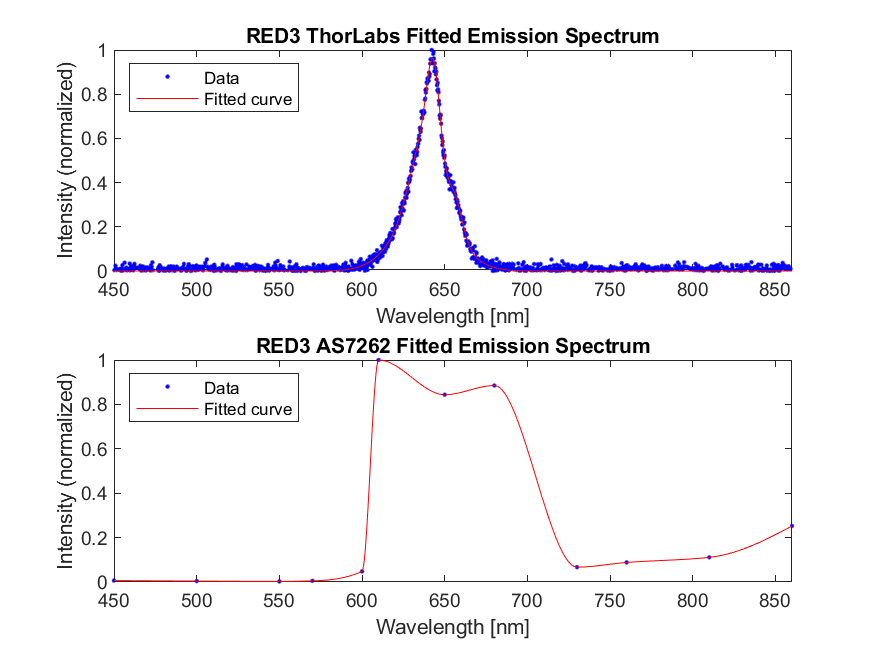 RED3 ThorLabs Fitted Emission Spectrum
Intensity (normalized)
1
0.8
0.6
0.4
0.2
0
Data
Fitted curve
450 500 550 600 650 700 750 800 850
Wavelength [nm]
RED3 AS7262 Fitted Emission Spectrum
Intensity (normalized)
1
0.8
0.6
0.4
0.2
0
Data
Fitted curve
450 500 550 600 650 700 750 800 850
Wavelength [nm]